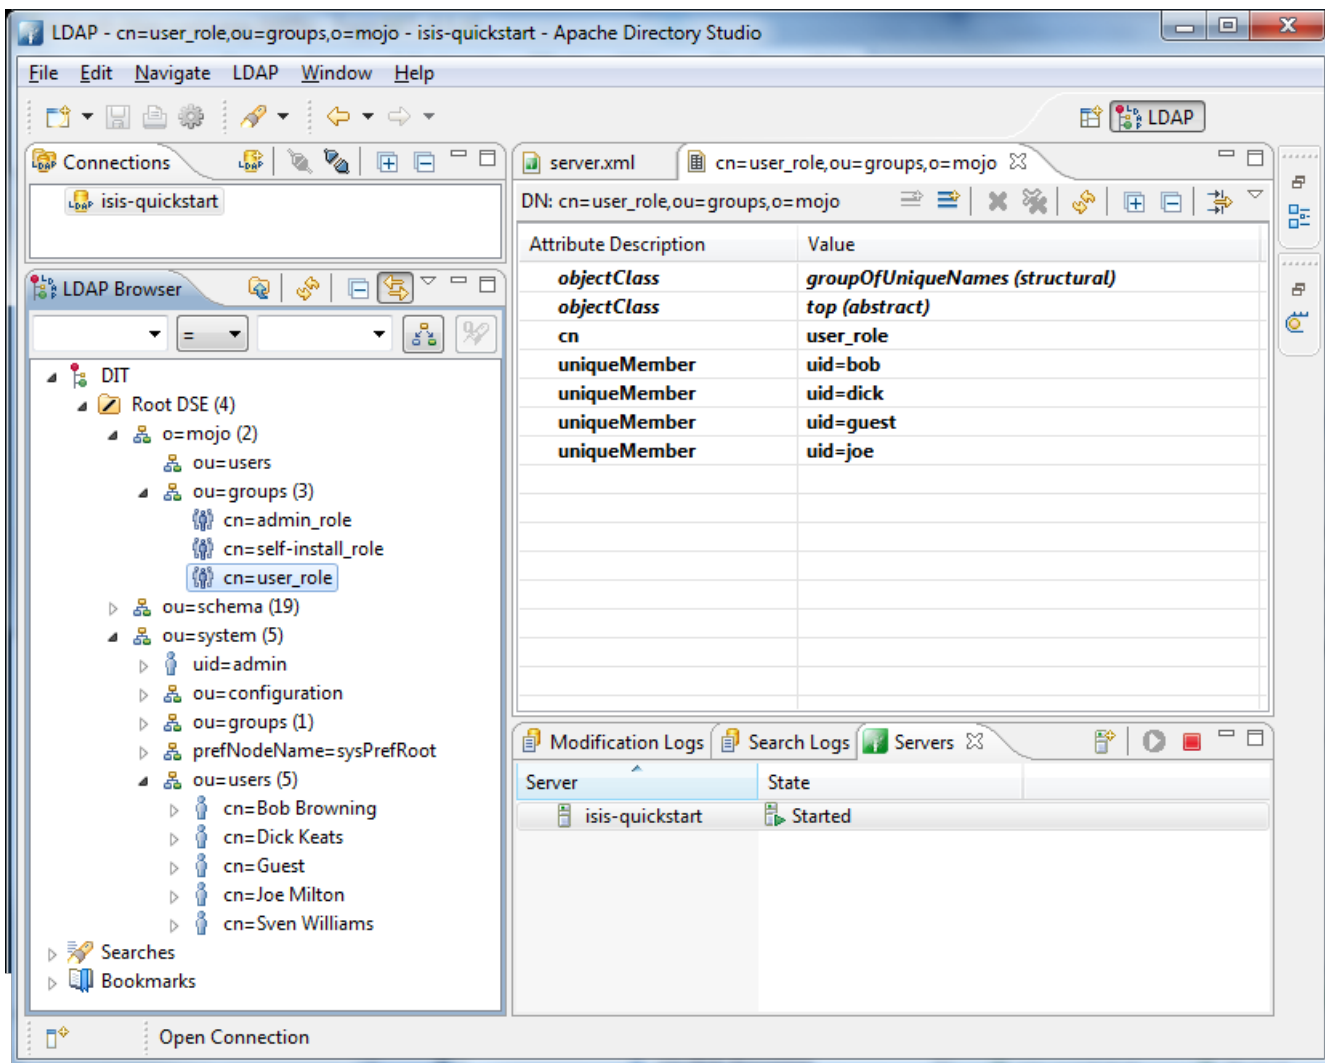 LDAP - cn=user_role,ou=groups,o=mojo - isis-quickstart - Apache Directory Studio
File Edit Navigate LDAP Window Help
LDAP
Connections
isis-quickstart
LDAP Browser
=
DIT
Root DSE (4)
o=mojo (2)
ou=users
ou=groups (3)
cn=admin_role
cn=self-install_role
cn=user_role
ou=schema (19)
ou=system (5)
uid=admin
ou=configuration
ou=groups (1)
prefNodeName=sysPrefRoot
ou=users (5)
cn=Bob Browning
cn=Dick Keats
cn=Guest
cn=Joe Milton
cn=Sven Williams
Searches
Bookmarks
server.xml cn=user_role,ou=groups,o=mojo
DN: cn=user_role,ou=groups,o=mojo
Attribute Description Value
objectClass groupOfUniqueNames (structural)
objectClass top (abstract)
cn user_role
uniqueMember uid=bob
uniqueMember uid=dick
uniqueMember uid=guest
uniqueMember uid=joe
Modification Logs Search Logs Servers
Server State
isis-quickstart Started
Open Connection